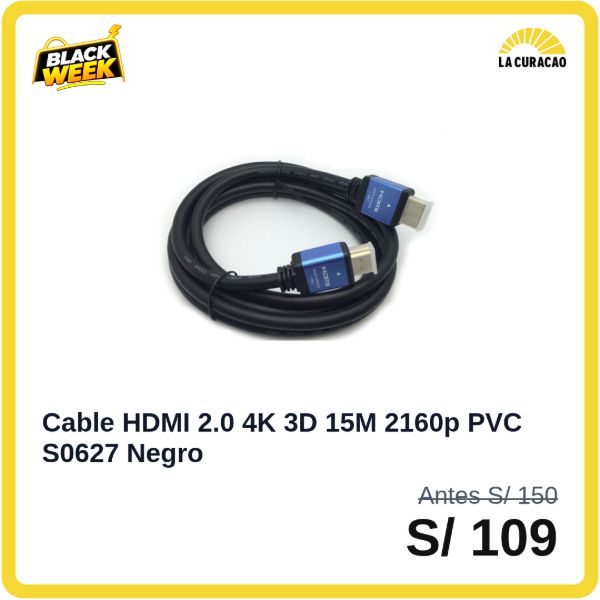 BLACK
WEEK
LA CURACAO
Cable HDMI 2.0 4K 3D 15M 2160p PVC
S0627 Negro
Antes S/ 150
S/ 109